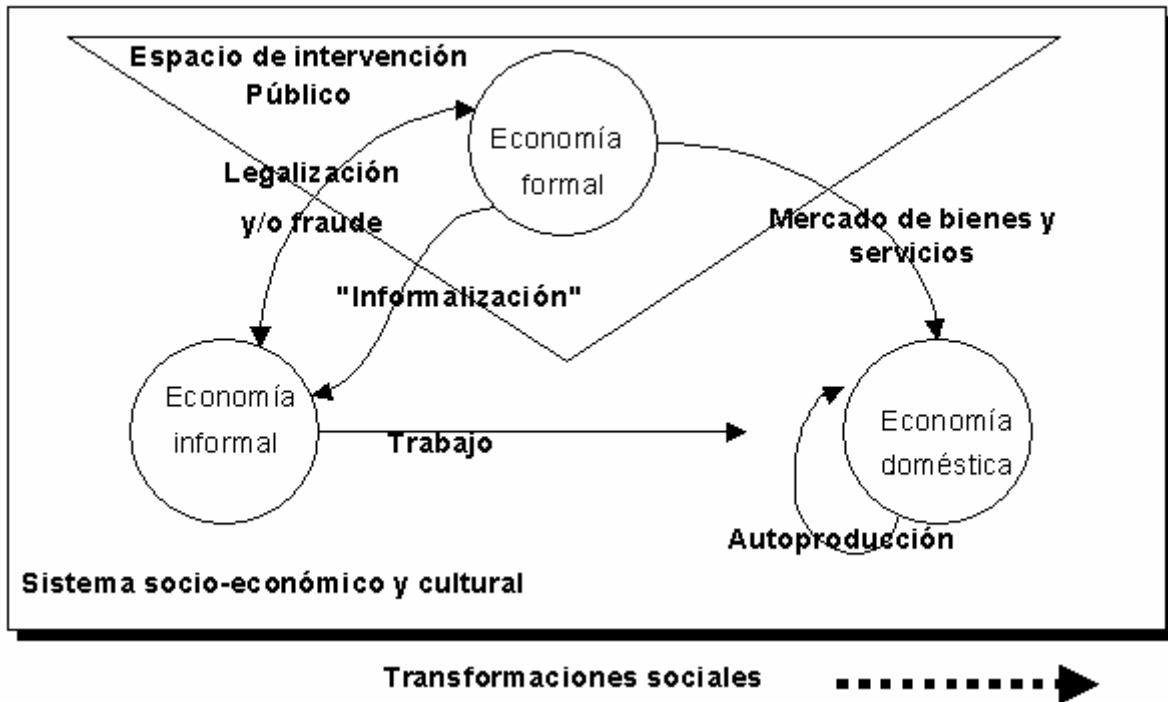 Espacio de intervención
Público
Economía
formal
Legalización
y/o fraude
Mercado de bienes y
servicios
"Informalización"
Economía
informal
Trabajo
Economía
doméstica
Autoproducción
Sistema socio-económico y cultural
Transformaciones sociales